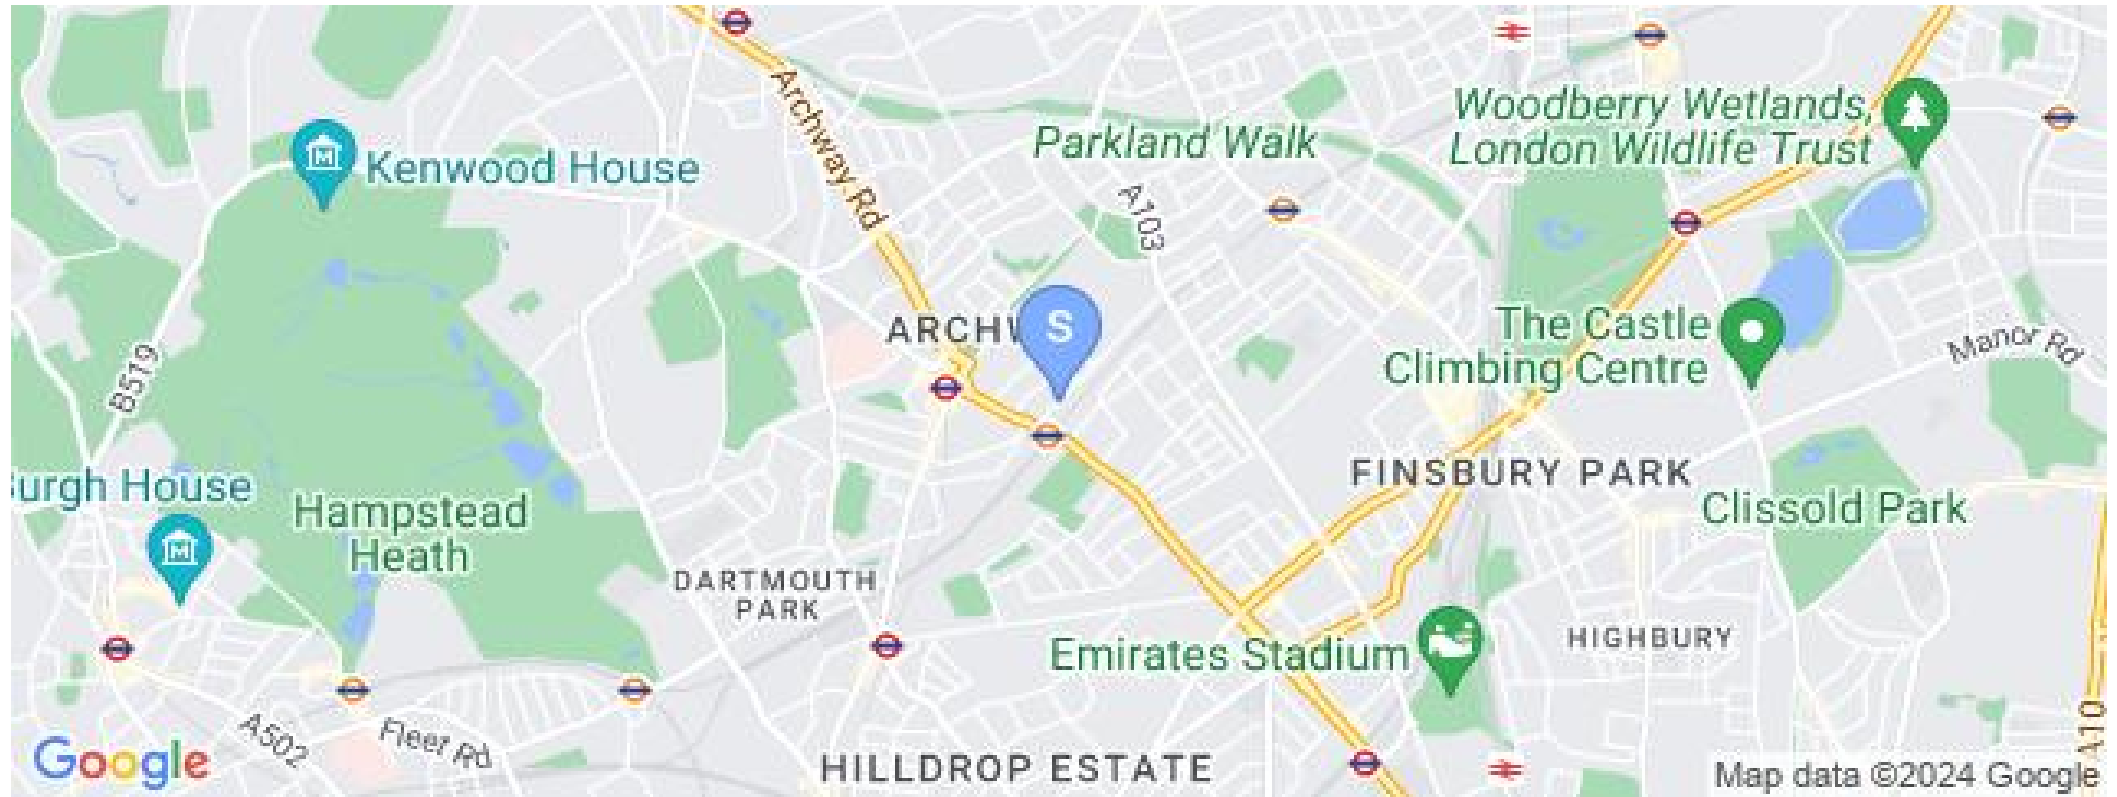 Archway Rd
Woodberry Wetlands,
London Wildlife Trust
Parkland Walk
Kenwood House
A103
ARCHW
S
The Castle
Climbing Centre
Manor Rd
B519
FINSBURY PARK
urgh House
Clissold Park
Hampstead
Heath
DARTMOUTH
PARK
HIGHBURY
Emirates Stadium
A502
Fleet Rd
A10
Google
HILLDROP ESTATE
Map data ©2024 Google